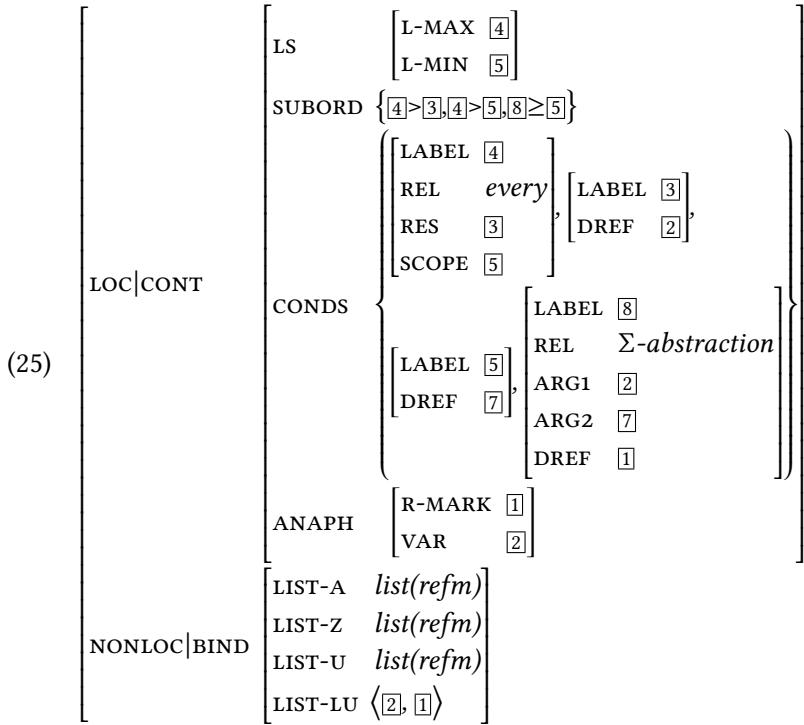 LS L-MAX 4
L-MIN 5
SUBORD {4>3,4>5,8≥5}
LABEL 4
REL every
RES 3
SCOPE 5
, LABEL 3
DREF 2
,
LOC|CONT
CONDS
(25)
LABEL 5
DREF 7
, LABEL 8
REL Σ-abstraction
ARG1 2
ARG2 7
DREF 1
ANAPH R-MARK 1
VAR 2
NONLOC|BIND
LIST-A list(refm)
LIST-Z list(refm)
LIST-U list(refm)
LIST-LU ⟨2, 1⟩